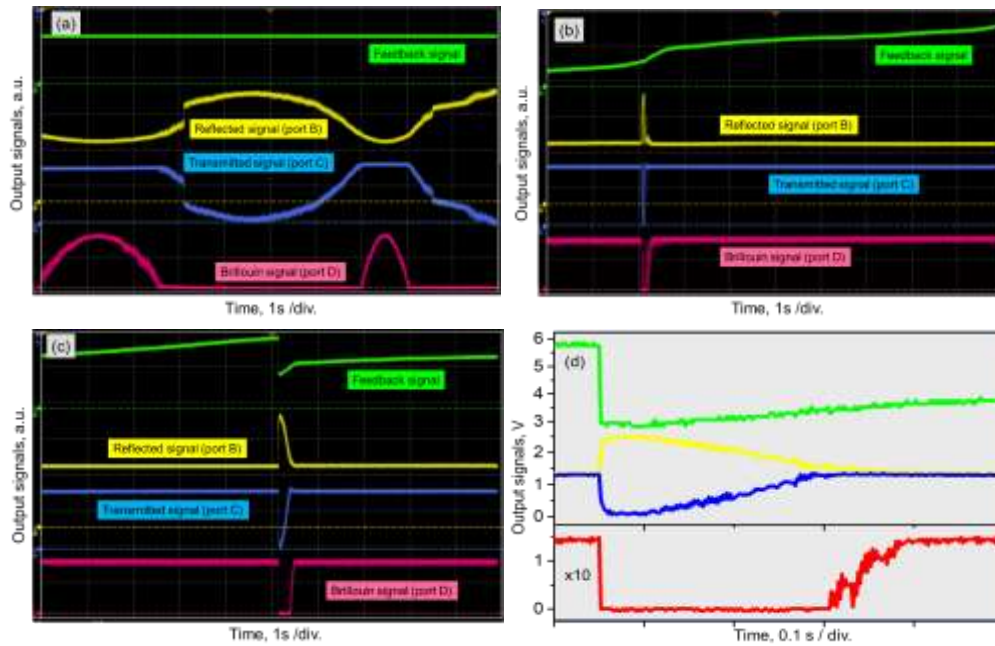 (a)
Feedback signal
Reflected signal (port B)
Transmitted signal (port C)
Brillouin signal (port D)
Output signals, a.u.
Time, 1s /div.
(b)
Feedback signal
Reflected signal (port B)
Transmitted signal (port C)
Brillouin signal (port D)
Output signals, a.u.
Time, 1s /div.
(c)
Feedback signal
Reflected signal (port B)
Transmitted signal (port C)
Brillouin signal (port D)
Output signals, a.u.
Time, 1s /div.
(d)
6
5
4
3
2
1
0
1
0
x10
Output signals, V
Time, 0.1 s / div.